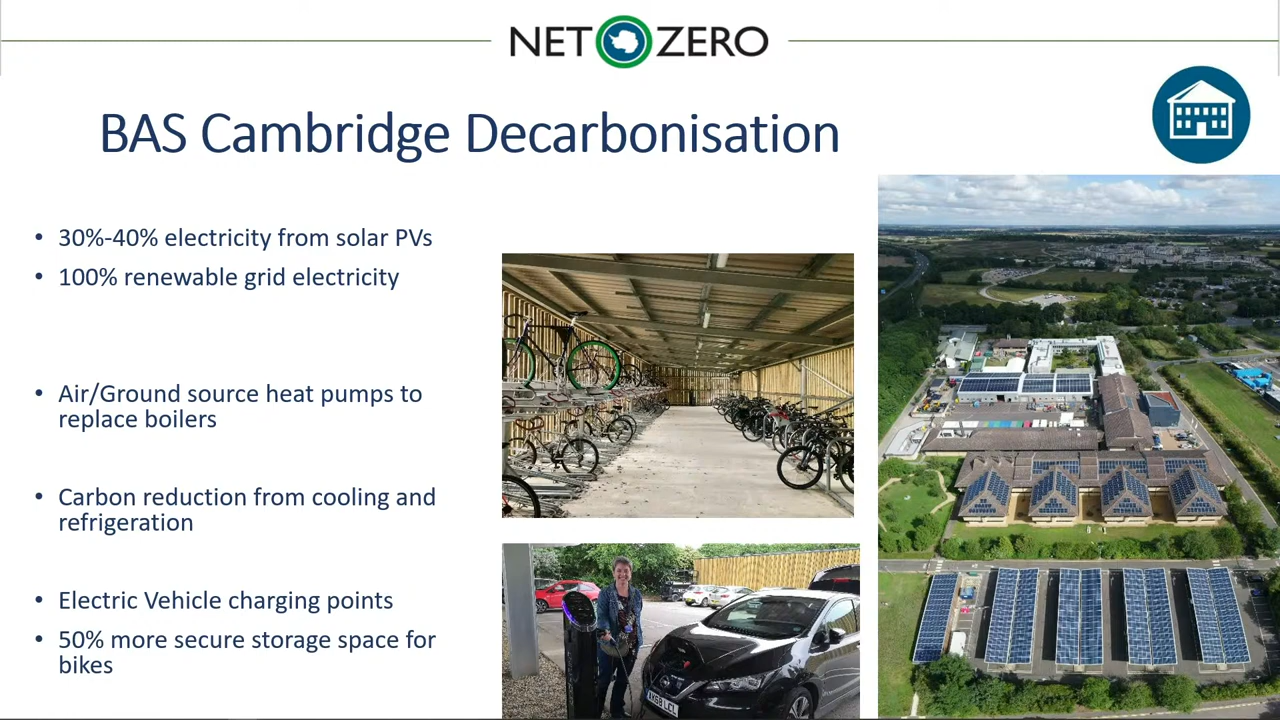 NET ZERO
BAS Cambridge Decarbonisation
• 30%-40% electricity from solar PVs
• 100% renewable grid electricity
• Air/Ground source heat pumps to
replace boilers
• Carbon reduction from cooling and
refrigeration
• Electric Vehicle charging points
• 50% more secure storage space for
bikes
AK68 LCL